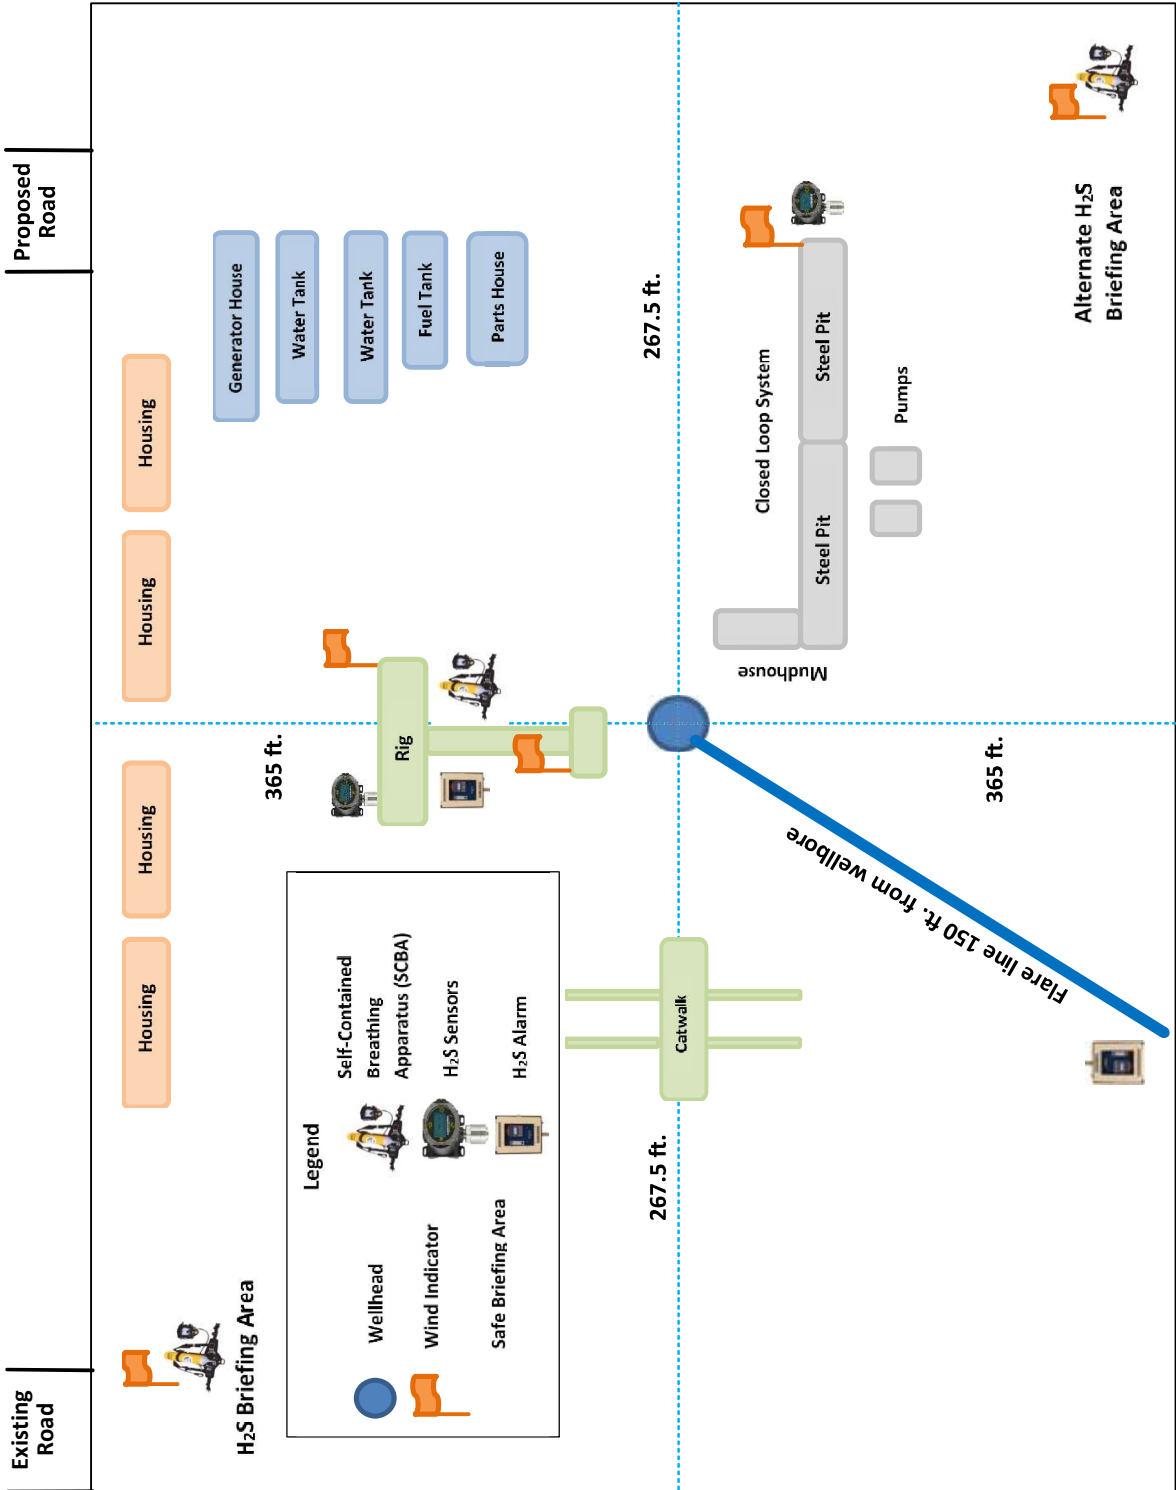 Existing
Road
Proposed
Road
Housing
Housing
Housing
Housing
H₂S Briefing Area
Generator House
Water Tank
Water Tank
Fuel Tank
Parts House
365 ft.
Rig
Legend
Wellhead
Wind Indicator
Safe Briefing Area
Self-Contained
Breathing
Apparatus (SCBA)
H₂S Sensors
H₂S Alarm
267.5 ft.
Catwalk
267.5 ft.
Mudhouse
Closed Loop System
Steel Pit
Steel Pit
Pumps
365 ft.
Flare line 150 ft. from wellbore
Alternate H₂S
Briefing Area